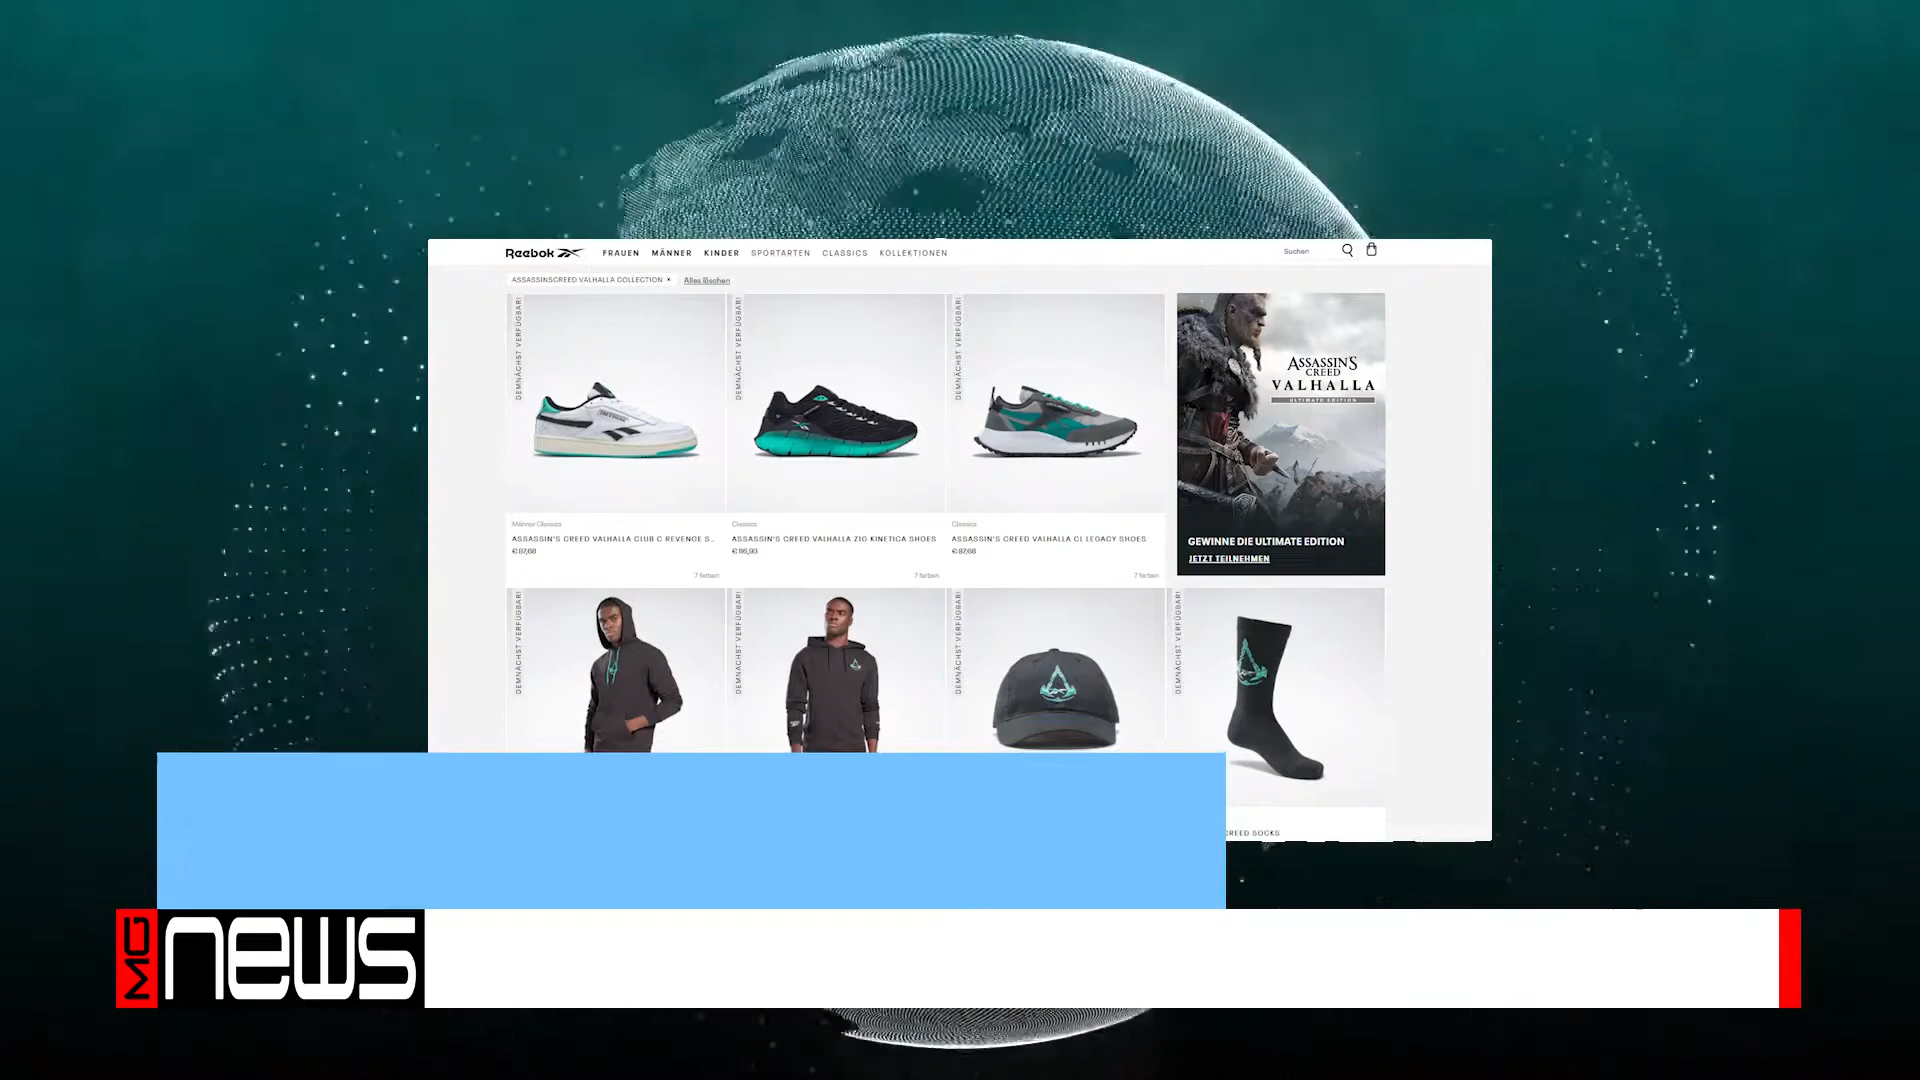 Reebok FRAUEN MÄNNER KINDER SPORTARTEN CLASSICS KOLLEKTIONEN Suchen
ASSASSINSCREED VALHALLA COLLECTION × Alles löschen
DEMNÄCHST VERFÜGBAR!
DEMNÄCHST VERFÜGBAR!
DEMNÄCHST VERFÜGBAR!
ASSASSIN'S
CREED
VALHALLA
ULTIMATE EDITION
GEWINNE DIE ULTIMATE EDITION
JETZT TEILNEHMEN
Männer Classics
ASSASSIN'S CREED VALHALLA CLUB C REVENGE S...
€ 87,68
7 farben
Classics
ASSASSIN'S CREED VALHALLA ZIG KINETICA SHOES
€ 116,93
7 farben
Classics
ASSASSIN'S CREED VALHALLA CL LEGACY SHOES
€ 87,68
7 farben
DEMNÄCHST VERFÜGBAR!
DEMNÄCHST VERFÜGBAR!
DEMNÄCHST VERFÜGBAR!
DEMNÄCHST VERFÜGBAR!
CREED SOCKS
MG
news